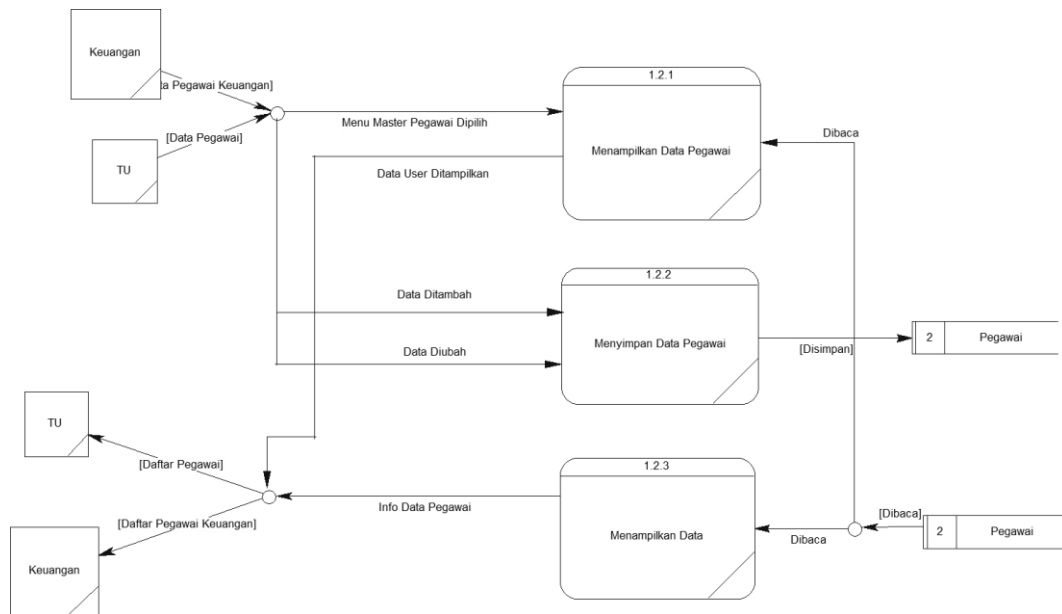 Keuangan
Pegawai Keuangan]
[Data Pegawai]
TU
Menu Master Pegawai Dipilih
Data User Ditampilkan
1.2.1
Menampilkan Data Pegawai
Dibaca
Data Ditambah
Data Diubah
1.2.2
Menyimpan Data Pegawai
[Disimpan]
2
Pegawai
TU
[Daftar Pegawai]
[Daftar Pegawai Keuangan]
Keuangan
Info Data Pegawai
1.2.3
Menampilkan Data
Dibaca
[Dibaca]
2
Pegawai